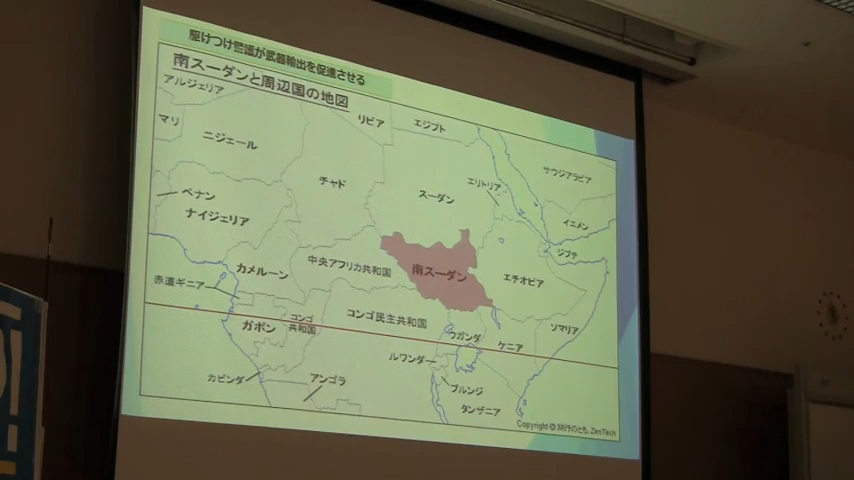 駆けつけ警護が武器輸出を促進させる
南スーダンと周辺国の地図
アルジェリア
リビア
エジプト
マリ
ニジェール
サウジアラビア
チャド
エリトリア
スーダン
ベナン
ナイジェリア
イエメン
ジブチ
カメルーン
中央アフリカ共和国
南スーダン
エチオピア
赤道ギニア
コンゴ
共和国
コンゴ民主共和国
ガボン
ウガンダ
ケニア
ソマリア
ルワンダ
カビンダ
アンゴラ
ブルンジ
タンザニア
Copyright © 旅行のとも、ZenTech